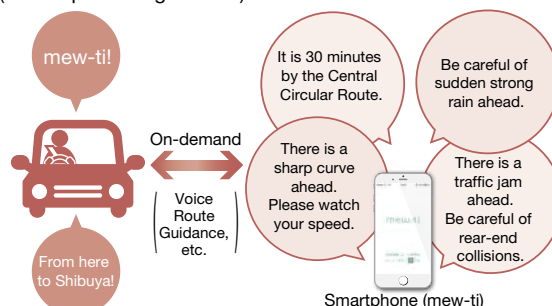 mew-ti!
On-demand
Voice
Route
Guidance,
etc.
From here
to Shibuya!
It is 30 minutes
by the Central
Circular Route.
Be careful of
sudden strong
rain ahead.
There is a
sharp curve
ahead.
Please watch
your speed.
There is a
traffic jam
ahead.
Be careful of
rear-end
collisions.
mew-ti
Smartphone (mew-ti)